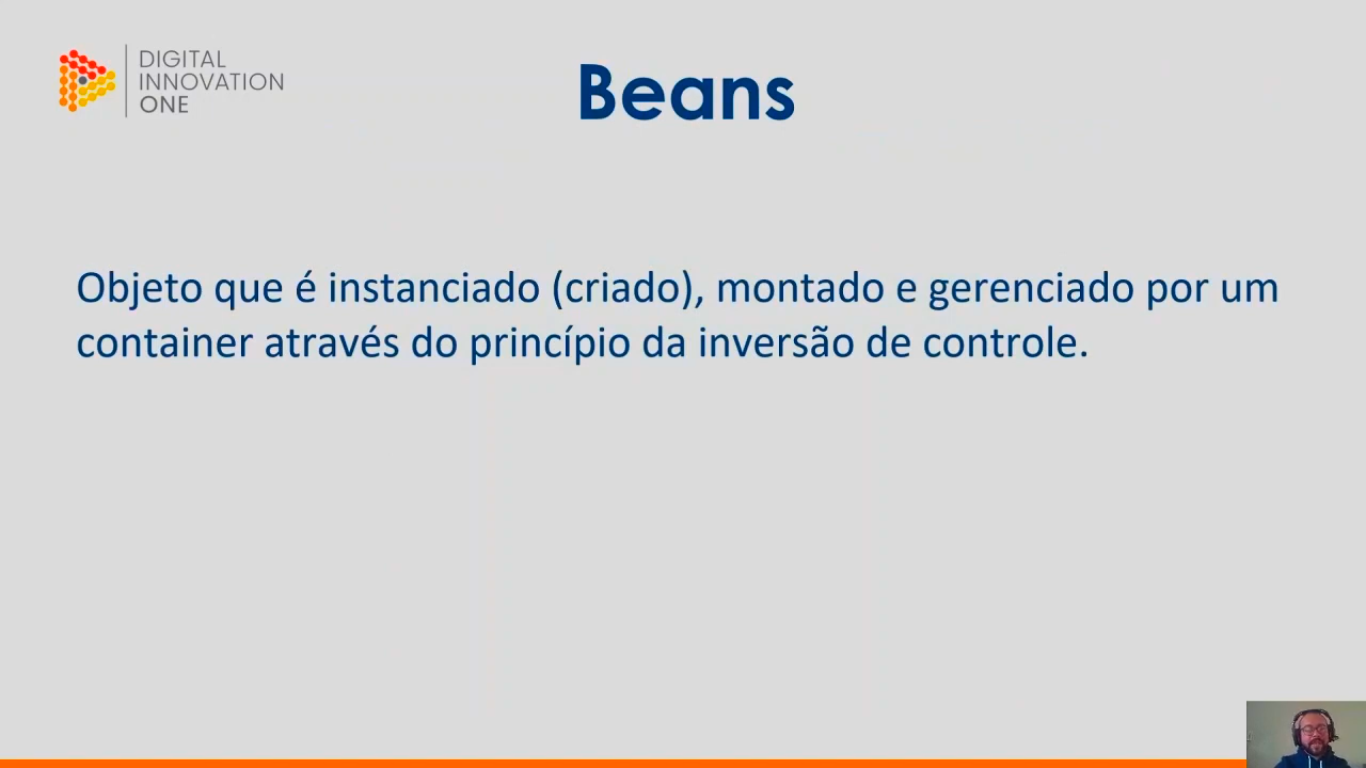 DIGITAL
INNOVATION
ONE
Beans
Objeto que é instanciado (criado), montado e gerenciado por um
container através do princípio da inversão de controle.